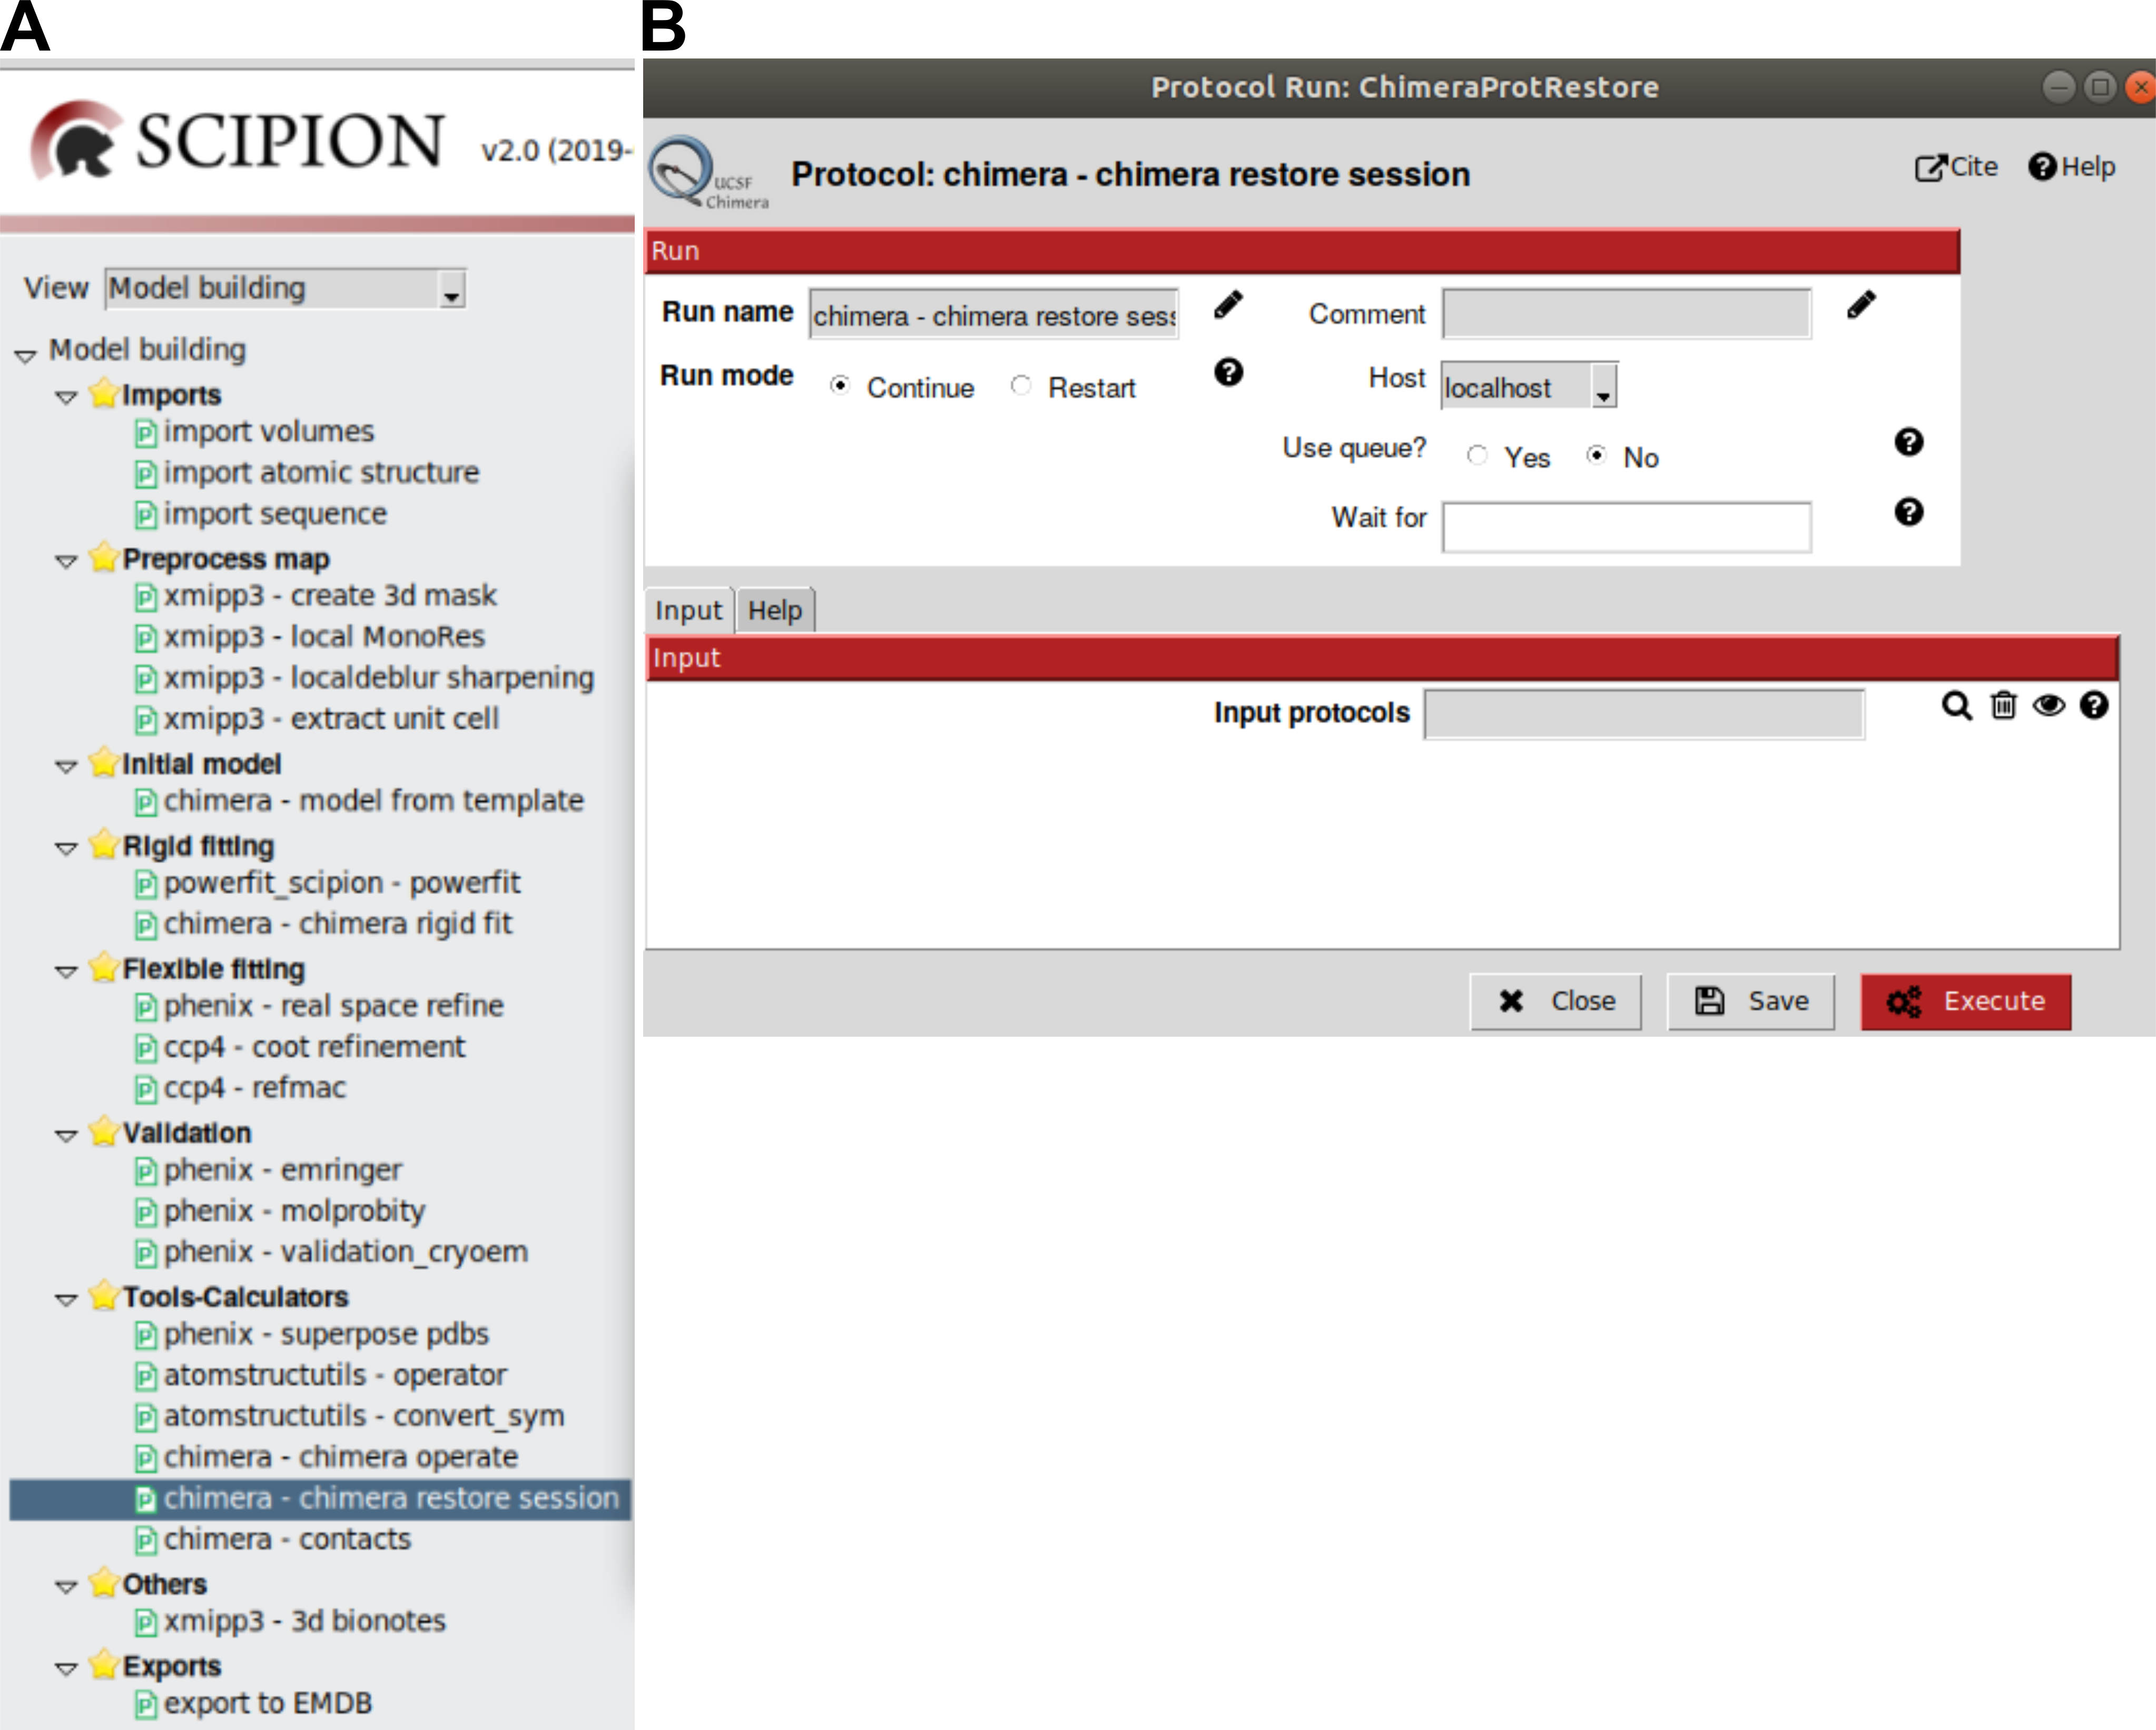 A
SCIPION v2.0 (2019-
View Model building
Model building
Imports
import volumes
import atomic structure
import sequence
Preprocess map
xmipp3 - create 3d mask
xmipp3 - local MonoRes
xmipp3 - localdeblur sharpening
xmipp3 - extract unit cell
Initial model
chimera - model from template
Rigid fitting
powerfit_scipion - powerfit
chimera - chimera rigid fit
Flexible fitting
phenix - real space refine
ccp4 - coot refinement
ccp4 - refmac
Validation
phenix - emringer
phenix - molprobity
phenix - validation_cryoem
Tools-Calculators
phenix - superpose pdbs
atomstructutils - operator
atomstructutils - convert_sym
chimera - chimera operate
chimera - chimera restore session
chimera - contacts
Others
xmipp3 - 3d bionotes
Exports
export to EMDB
B
Protocol Run: ChimeraProtRestore
UCSF
Chimera
Protocol: chimera - chimera restore session
Cite Help
Run
Run name chimera - chimera restore sess Comment
Run mode Continue Restart Host localhost
Use queue? Yes No
Wait for
Input Help
Input
Input protocols
Close Save Execute